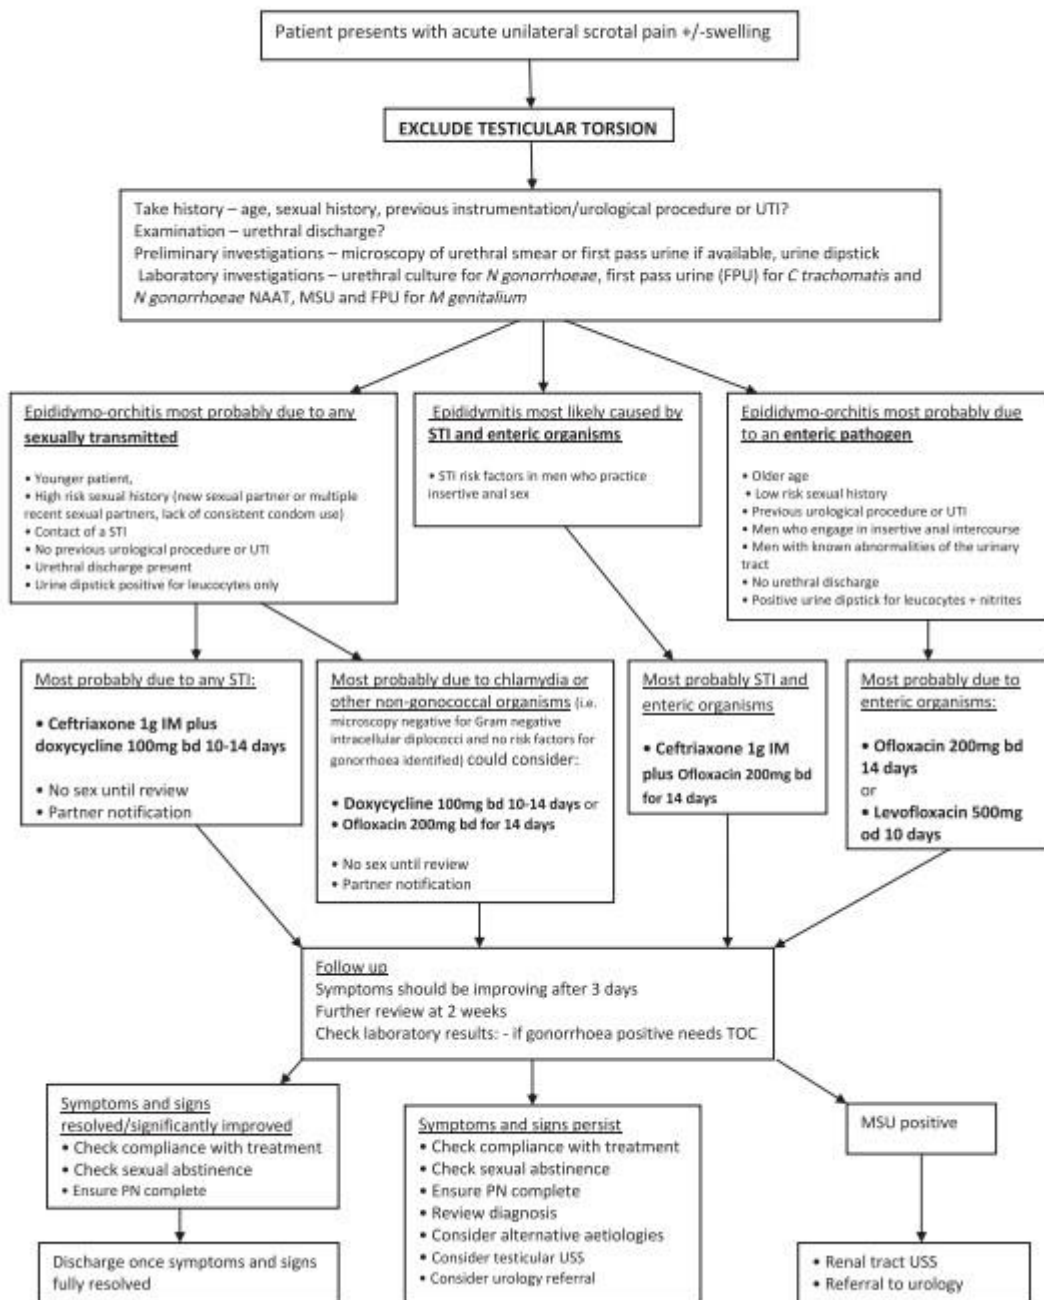 Patient presents with acute unilateral scrotal pain +/-swelling
EXCLUDE TESTICULAR TORSION
Take history – age, sexual history, previous instrumentation/urological procedure or UTI?
Examination – urethral discharge?
Preliminary investigations – microscopy of urethral smear or first pass urine if available, urine dipstick
Laboratory investigations – urethral culture for N gonorrhoeae, first pass urine (FPU) for C trachomatis and
N gonorrhoeae NAAT, MSU and FPU for M genitalium
Epididymo-orchitis most probably due to any
sexually transmitted
• Younger patient,
• High risk sexual history (new sexual partner or multiple
recent sexual partners, lack of consistent condom use)
• Contact of a STI
• No previous urological procedure or UTI
• Urethral discharge present
• Urine dipstick positive for leucocytes only
Epididymitis most likely caused by
STI and enteric organisms
• STI risk factors in men who practice
insertive anal sex
Epididymo-orchitis most probably due
to an enteric pathogen
• Older age
• Low risk sexual history
• Previous urological procedure or UTI
• Men who engage in insertive anal intercourse
• Men with known abnormalities of the urinary
tract
• No urethral discharge
• Positive urine dipstick for leucocytes + nitrites
Most probably due to any STI:
• Ceftriaxone 1g IM plus
doxycycline 100mg bd 10-14 days
• No sex until review
• Partner notification
Most probably due to chlamydia or
other non-gonococcal organisms (i.e.
microscopy negative for Gram negative
intracellular diplococci and no risk factors for
gonorrhoea identified) could consider:
• Doxycycline 100mg bd 10-14 days or
• Ofloxacin 200mg bd for 14 days
• No sex until review
• Partner notification
Most probably STI and
enteric organisms
• Ceftriaxone 1g IM
plus Ofloxacin 200mg bd
for 14 days
Most probably due to
enteric organisms:
• Ofloxacin 200mg bd
14 days
or
• Levofloxacin 500mg
od 10 days
Follow up
Symptoms should be improving after 3 days
Further review at 2 weeks
Check laboratory results: - if gonorrhoea positive needs TOC
Symptoms and signs
resolved/significantly improved
• Check compliance with treatment
• Check sexual abstinence
• Ensure PN complete
Symptoms and signs persist
• Check compliance with treatment
• Check sexual abstinence
• Ensure PN complete
• Review diagnosis
• Consider alternative aetiologies
• Consider testicular USS
• Consider urology referral
MSU positive
Discharge once symptoms and signs
fully resolved
• Renal tract USS
• Referral to urology